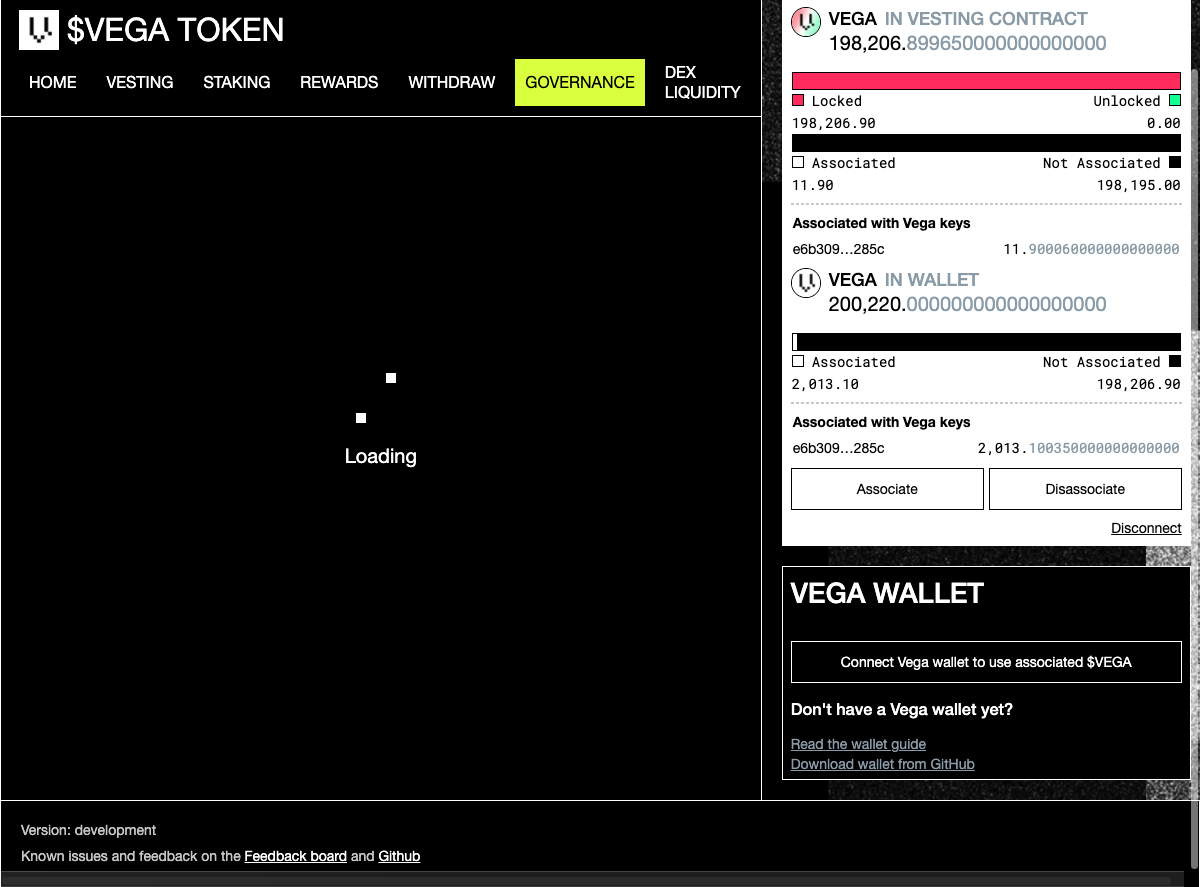 $VEGA TOKEN
HOME VESTING STAKING REWARDS WITHDRAW GOVERNANCE DEX LIQUIDITY
Loading
VEGA IN VESTING CONTRACT
198,206.899650000000000000
Locked Unlocked
198,206.90 0.00
Associated Not Associated
11.90 198,195.00
Associated with Vega keys
e6b309...285c 11.900060000000000000
VEGA IN WALLET
200,220.000000000000000000
Associated Not Associated
2,013.10 198,206.90
Associated with Vega keys
e6b309...285c 2,013.100350000000000000
Associate Disassociate
Disconnect
VEGA WALLET
Connect Vega wallet to use associated $VEGA
Don't have a Vega wallet yet?
Read the wallet guide
Download wallet from GitHub
Version: development
Known issues and feedback on the Feedback board and Github